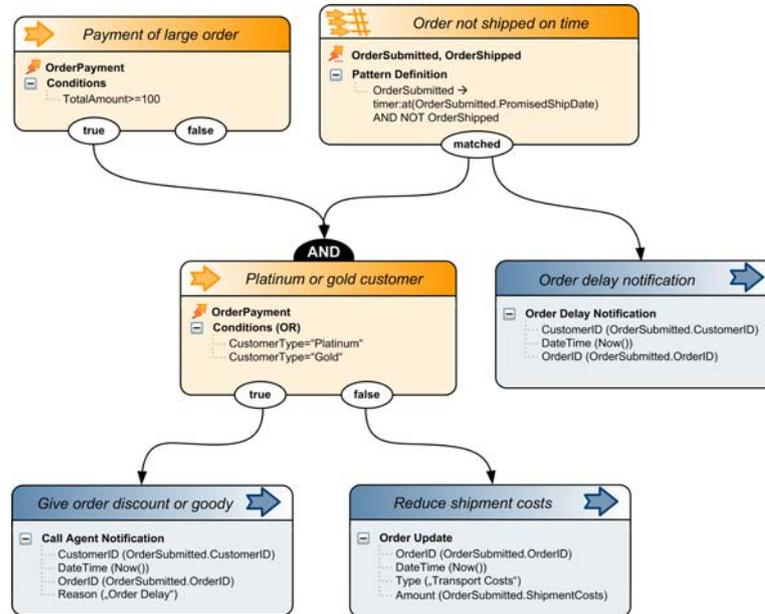 Payment of large order
OrderPayment
Conditions
TotalAmount>=100
true
false
Order not shipped on time
OrderSubmitted, OrderShipped
Pattern Definition
OrderSubmitted →
timer:at(OrderSubmitted.PromisedShipDate)
AND NOT OrderShipped
matched
AND
Platinum or gold customer
OrderPayment
Conditions (OR)
CustomerType="Platinum"
CustomerType="Gold"
true
false
Order delay notification
Order Delay Notification
CustomerID (OrderSubmitted.CustomerID)
DateTime (Now())
OrderID (OrderSubmitted.OrderID)
Give order discount or goody
Call Agent Notification
CustomerID (OrderSubmitted.CustomerID)
DateTime (Now())
OrderID (OrderSubmitted.OrderID)
Reason („Order Delay“)
Reduce shipment costs
Order Update
OrderID (OrderSubmitted.OrderID)
DateTime (Now())
Type („Transport Costs“)
Amount (OrderSubmitted.ShipmentCosts)